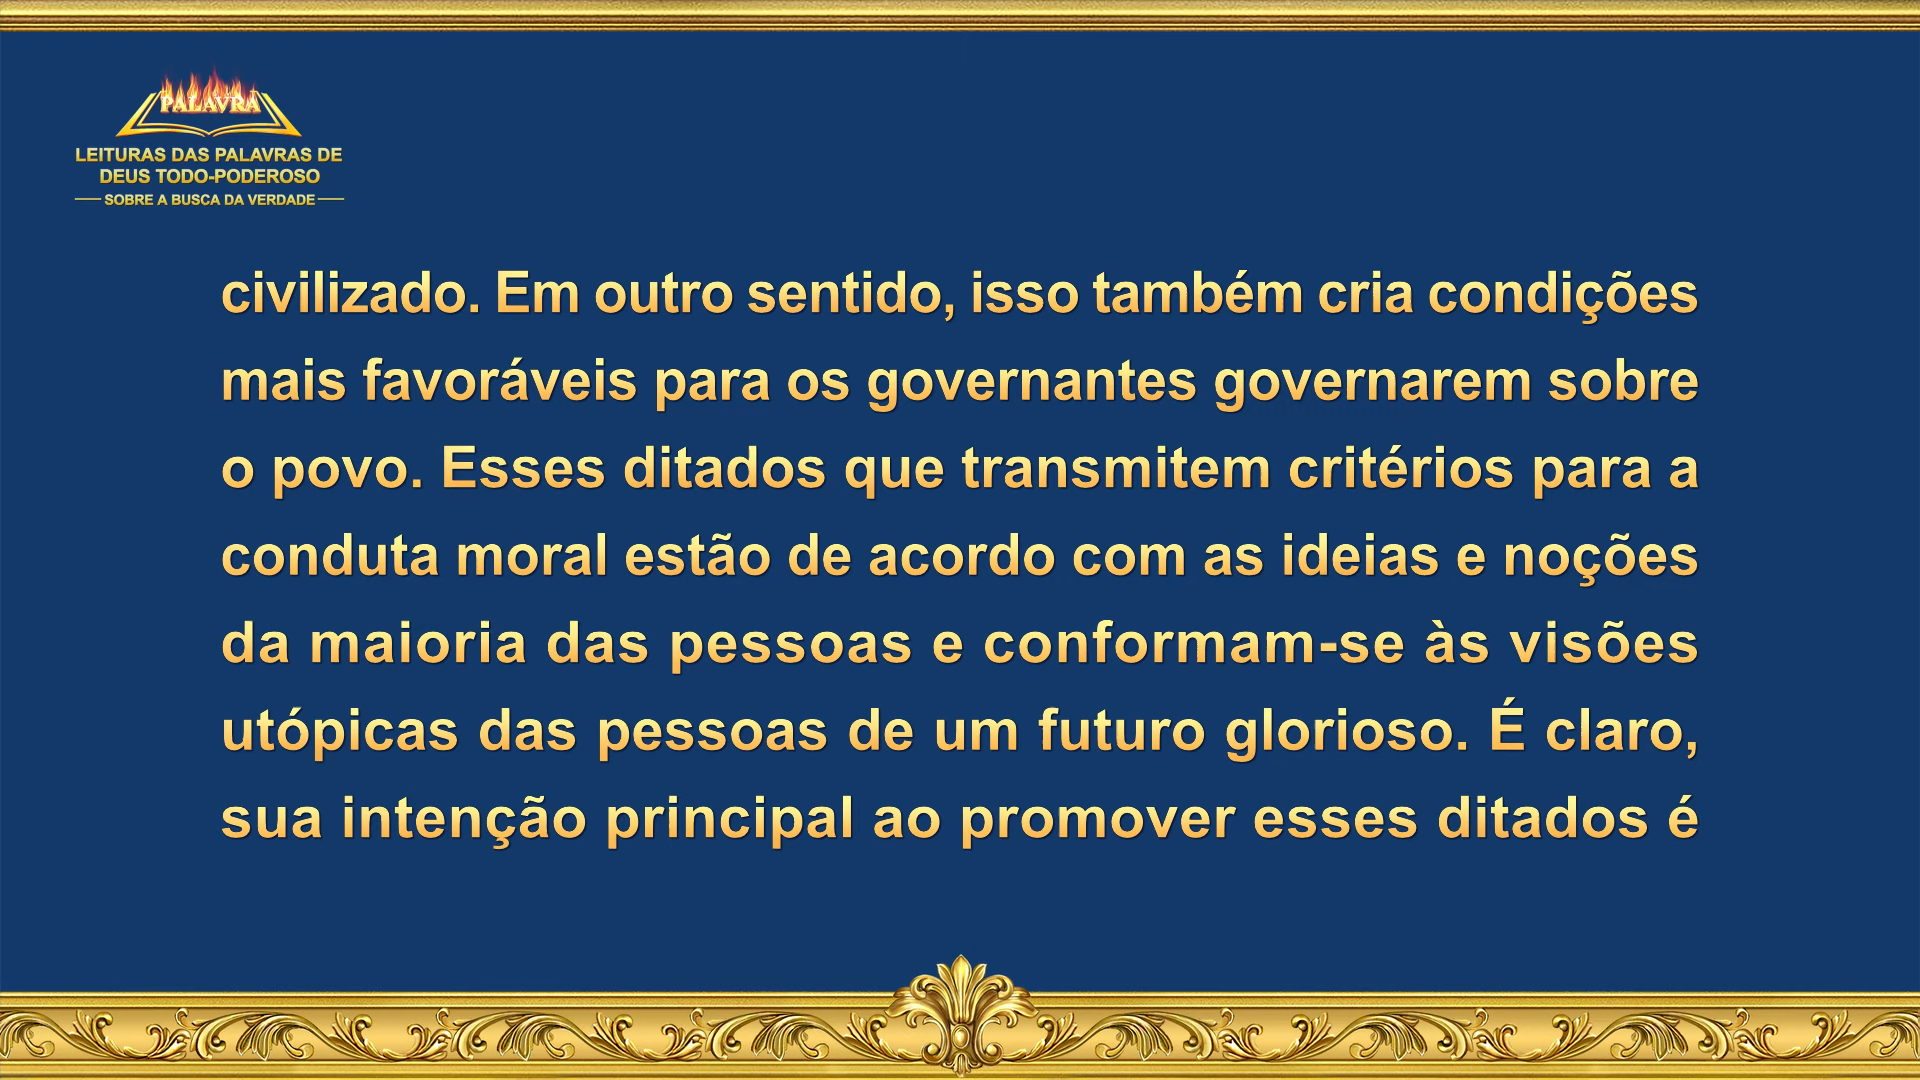 PALAVRA
LEITURAS DAS PALAVRAS DE
DEUS TODO-PODEROSO
SOBRE A BUSCA DA VERDADE
civilizado. Em outro sentido, isso também cria condições
mais favoráveis para os governantes governarem sobre
o povo. Esses ditados que transmitem critérios para a
conduta moral estão de acordo com as ideias e noções
da maioria das pessoas e conformam-se às visões
utópicas das pessoas de um futuro glorioso. É claro,
sua intenção principal ao promover esses ditados é